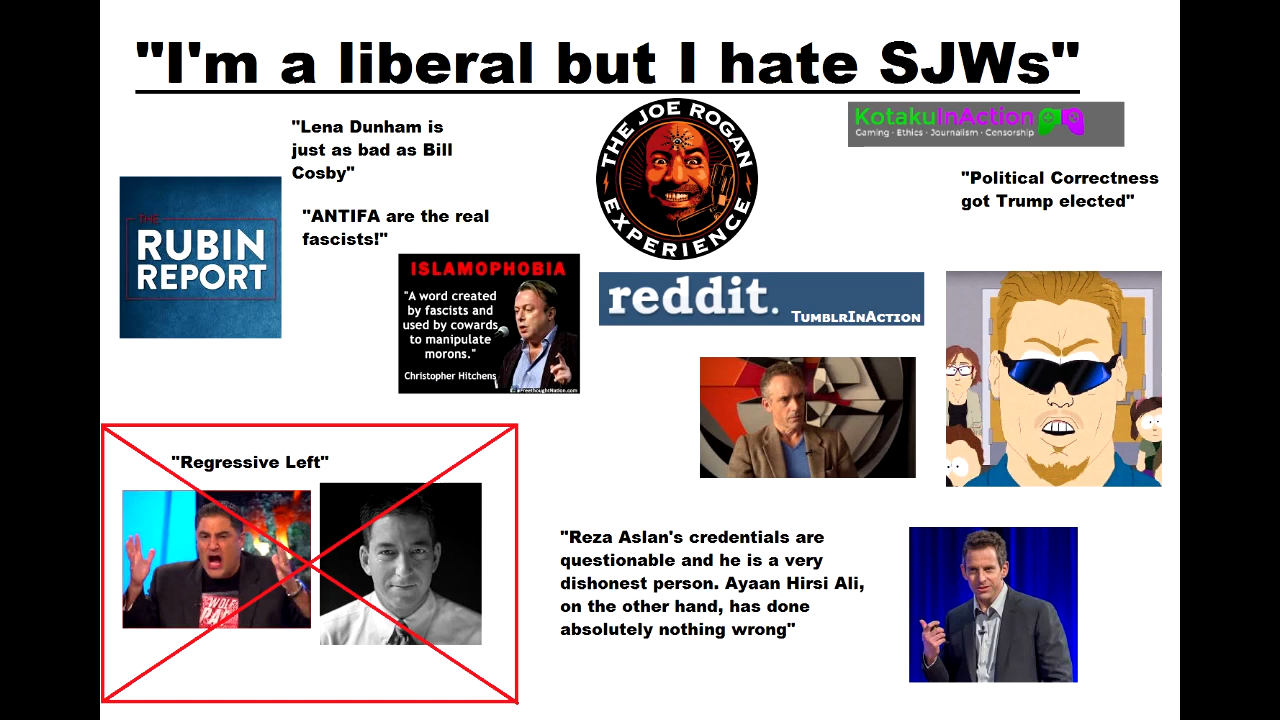 "I'm a liberal but I hate SJWs"
"Lena Dunham is
just as bad as Bill
Cosby"
THE JOE ROGAN
EXPERIENCE
KotakuInAction
Gaming · Ethics · Journalism · Censorship
"Political Correctness
got Trump elected"
THE
RUBIN
REPORT
"ANTIFA are the real
fascists!"
ISLAMOPHOBIA
"A word created
by fascists and
used by cowards
to manipulate
morons."
Christopher Hitchens
reddit.
TUMBLRINACTION
"Regressive Left"
"Reza Aslan's credentials are
questionable and he is a very
dishonest person. Ayaan Hirsi Ali,
on the other hand, has done
absolutely nothing wrong"